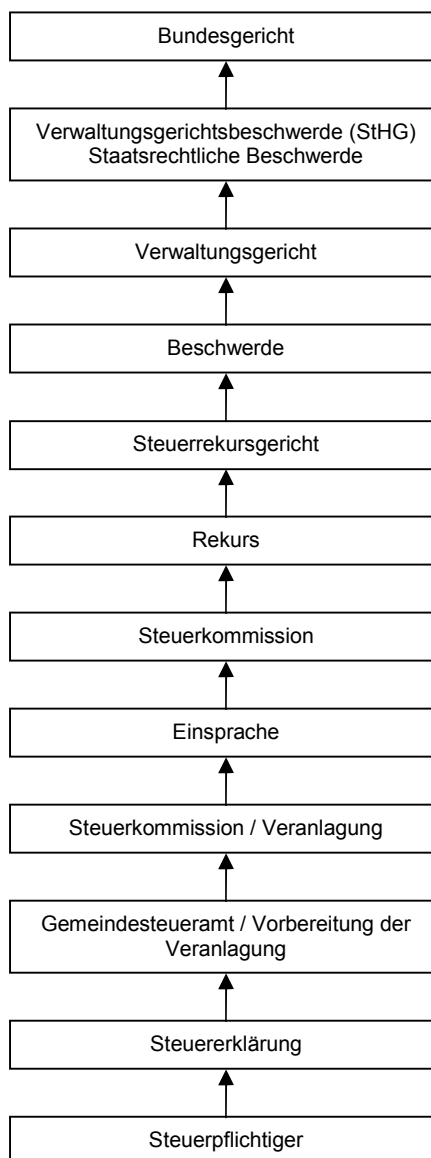 Bundesgericht
Verwaltungsgerichtsbeschwerde (StHG)
Staatsrechtliche Beschwerde
Verwaltungsgericht
Beschwerde
Steuerrekursgericht
Rekurs
Steuerkommission
Einsprache
Steuerkommission / Veranlagung
Gemeindesteueramt / Vorbereitung der
Veranlagung
Steuererklärung
Steuerpflichtiger